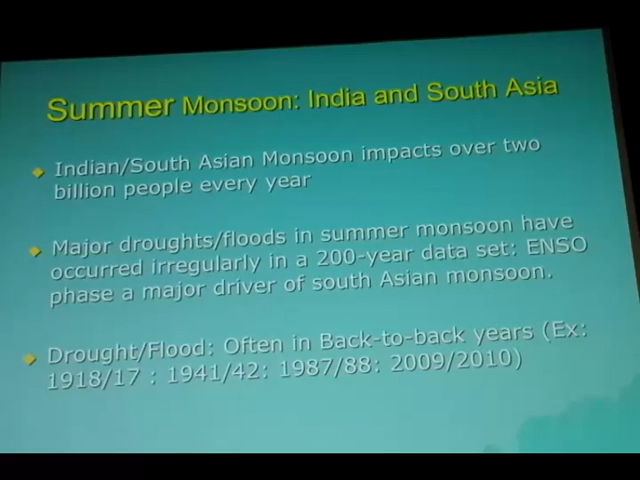 Summer Monsoon: India and South Asia
Indian/South Asian Monsoon impacts over two
billion people every year
Major droughts/floods in summer monsoon have
occurred irregularly in a 200-year data set: ENSO
phase a major driver of south Asian monsoon.
Drought/Flood: Often in Back-to-back years (Ex:
1918/17 : 1941/42: 1987/88: 2009/2010)